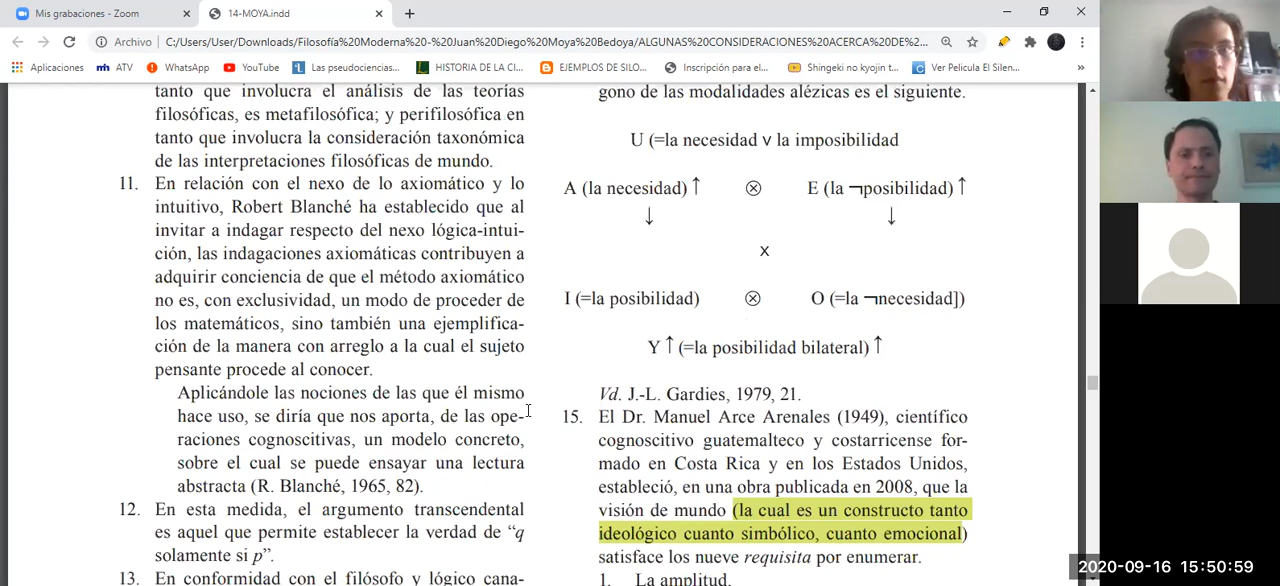 Mis grabaciones - Zoom
14-MOYA.indd
Archivo
C:/Users/User/Downloads/Filosofía%20Moderna%20-%20Juan%20Diego%20Moya%20Bedoya/ALGUNAS%20CONSIDERACIONES%20ACERCA%20DE%2...
Aplicaciones
mh ATV
WhatsApp
YouTube
Las pseudociencias...
HISTORIA DE LA CI...
EJEMPLOS DE SILO...
Inscripción para el...
Shingeki no kyojin t...
Ver Pelicula El Silen...
»
tanto que involucra el análisis de las teorías
filosóficas, es metafilosófica; y perifilosófica en
tanto que involucra la consideración taxonómica
de las interpretaciones filosóficas de mundo.
11. En relación con el nexo de lo axiomático y lo
intuitivo, Robert Blanché ha establecido que al
invitar a indagar respecto del nexo lógica-intui-
ción, las indagaciones axiomáticas contribuyen a
adquirir conciencia de que el método axiomático
no es, con exclusividad, un modo de proceder de
los matemáticos, sino también una ejemplifica-
ción de la manera con arreglo a la cual el sujeto
pensante procede al conocer.
Aplicándole las nociones de las que él mismo
hace uso, se diría que nos aporta, de las ope-
raciones cognoscitivas, un modelo concreto,
sobre el cual se puede ensayar una lectura
abstracta (R. Blanché, 1965, 82).
12. En esta medida, el argumento transcendental
es aquel que permite establecer la verdad de “q
solamente si p”.
13. En conformidad con el filósofo y lógico cana-
gono de las modalidades alézicas es el siguiente.
U (=la necesidad v la imposibilidad
A (la necesidad)↑ ⊗ E (la ¬posibilidad)↑
↓ ↓
x
I (=la posibilidad) ⊗ O (=la ¬necesidad])
Y↑(=la posibilidad bilateral)↑
Vd. J.-L. Gardies, 1979, 21.
15. El Dr. Manuel Arce Arenales (1949), científico
cognoscitivo guatemalteco y costarricense for-
mado en Costa Rica y en los Estados Unidos,
estableció, en una obra publicada en 2008, que la
visión de mundo (la cual es un constructo tanto
ideológico cuanto simbólico, cuanto emocional)
satisface los nueve requisita por enumerar.
1. La amplitud.
2020-09-16 15:50:59